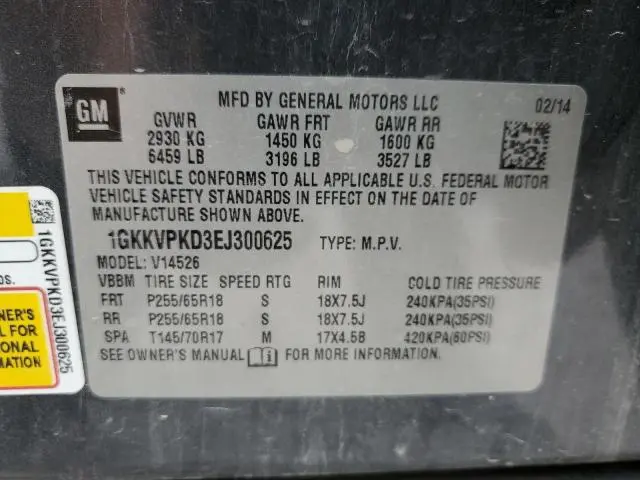 GM
®
MFD BY GENERAL MOTORS LLC 02/14
GVWR GAWR FRT GAWR RR
2930 KG 1450 KG 1600 KG
6459 LB 3196 LB 3527 LB
THIS VEHICLE CONFORMS TO ALL APPLICABLE U.S. FEDERAL MOTOR
VEHICLE SAFETY STANDARDS IN EFFECT ON THE DATE OF
MANUFACTURE SHOWN ABOVE.
1GKKVPKD3EJ300625 TYPE: M.P.V.
MODEL: V14526
VBBM TIRE SIZE SPEED RTG RIM COLD TIRE PRESSURE
FRT P255/65R18 S 18X7.5J 240KPA(35PSI)
RR P255/65R18 S 18X7.5J 240KPA(35PSI)
SPA T145/70R17 M 17X4.5B 420KPA(60PSI)
SEE OWNER'S MANUAL i FOR MORE INFORMATION.
1GKKVPKD3EJ300625
DS.
NER'S
L FOR
ONAL
MATION